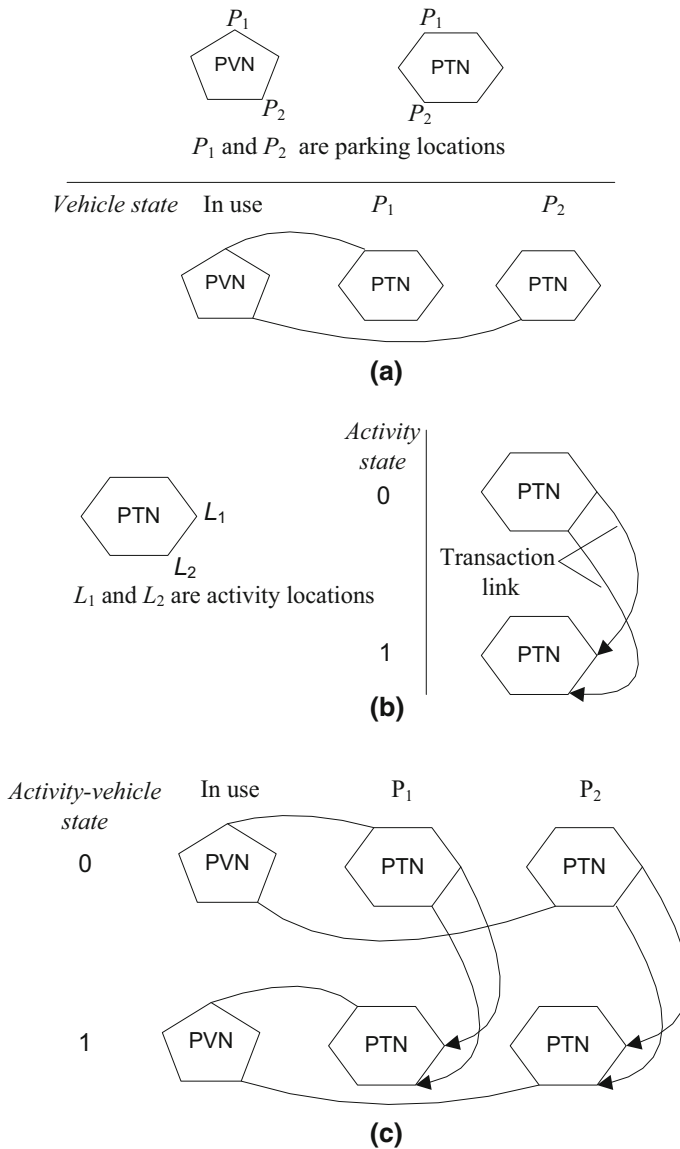 P1 P1
PVN PTN
P2 P2
P1 and P2 are parking locations
Vehicle state In use P1 P2
PVN PTN PTN
(a)
Activity
state
0
PTN
PTN L1
L2
Transaction
link
L1 and L2 are activity locations
1
PTN
(b)
Activity-vehicle
state
In use P1 P2
0
PVN PTN PTN
1
PVN PTN PTN
(c)